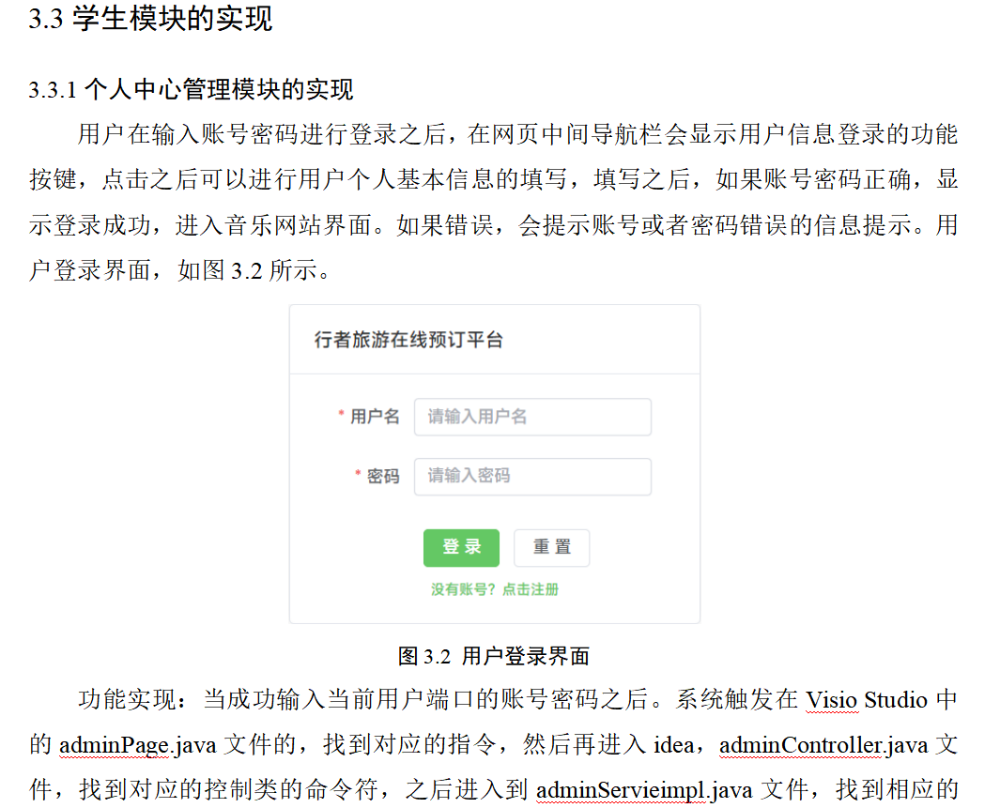 3.3 学生模块的实现
3.3.1 个人中心管理模块的实现
用户在输入账号密码进行登录之后，在网页中间导航栏会显示用户信息登录的功能
按键，点击之后可以进行用户个人基本信息的填写，填写之后，如果账号密码正确，显
示登录成功，进入音乐网站界面。如果错误，会提示账号或者密码错误的信息提示。用
户登录界面，如图 3.2 所示。
行者旅游在线预订平台
* 用户名 请输入用户名
* 密码 请输入密码
登 录 重 置
没有账号？点击注册
图 3.2 用户登录界面
功能实现：当成功输入当前用户端口的账号密码之后。系统触发在 Visio Studio 中
的 adminPage.java 文件的，找到对应的指令，然后再进入 idea，adminController.java 文
件，找到对应的控制类的命令符，之后进入到 adminServieimpl.java 文件，找到相应的